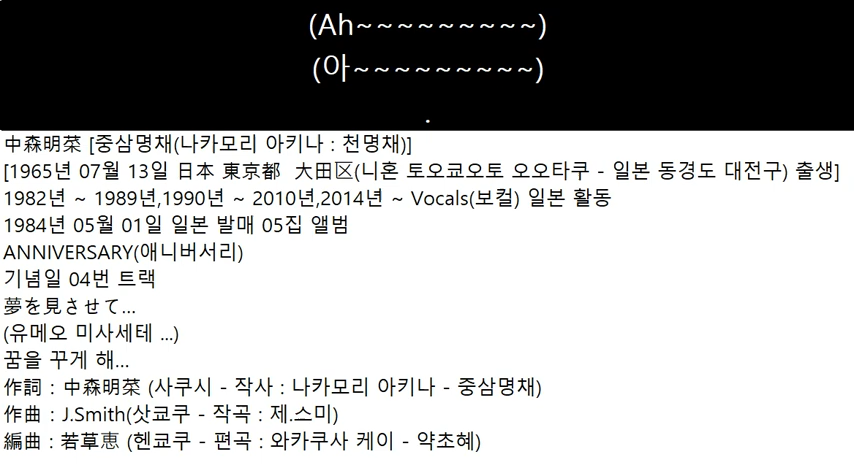 (Ah~~~~~~~~~)
(아~~~~~~~~~)
.
中森明菜 [중삼명채(나카모리 아키나 : 천명채)]
[1965년 07월 13일 日本 東京都  大田区(니혼 토오쿄오토 오오타쿠 - 일본 동경도 대전구) 출생]
1982년 ~ 1989년,1990년 ~ 2010년,2014년 ~ Vocals(보컬) 일본 활동
1984년 05월 01일 일본 발매 05집 앨범
ANNIVERSARY(애니버서리)
기념일 04번 트랙
夢を見させて...
(유메오 미사세테 ...)
꿈을 꾸게 해...
作詞 : 中森明菜 (사쿠시 - 작사 : 나카모리 아키나 - 중삼명채)
作曲 : J.Smith(삿쿄쿠 - 작곡 : 제.스미)
編曲 : 若草恵 (헨쿄쿠 - 편곡 : 와카쿠사 케이 - 약초혜)